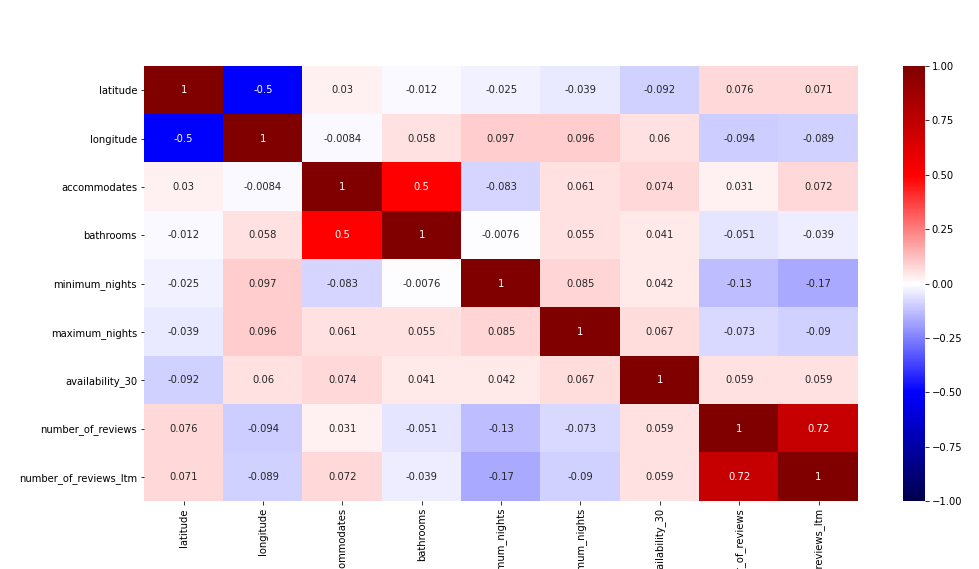 latitude 1 -0.5 0.03 -0.012 -0.025 -0.039 -0.092 0.076 0.071
longitude -0.5 1 -0.0084 0.058 0.097 0.096 0.06 -0.094 -0.089
accommodates 0.03 -0.0084 1 0.5 -0.083 0.061 0.074 0.031 0.072
bathrooms -0.012 0.058 0.5 1 -0.0076 0.055 0.041 -0.051 -0.039
minimum_nights -0.025 0.097 -0.083 -0.0076 1 0.085 0.042 -0.13 -0.17
maximum_nights -0.039 0.096 0.061 0.055 0.085 1 0.067 -0.073 -0.09
availability_30 -0.092 0.06 0.074 0.041 0.042 0.067 1 0.059 0.059
number_of_reviews 0.076 -0.094 0.031 -0.051 -0.13 -0.073 0.059 1 0.72
number_of_reviews_ltm 0.071 -0.089 0.072 -0.039 -0.17 -0.09 0.059 0.72 1
latitude
longitude
ommodates
bathrooms
mum_nights
mum_nights
ailability_30
_of_reviews
reviews_ltm
1.00
0.75
0.50
0.25
0.00
−0.25
−0.50
−0.75
−1.00